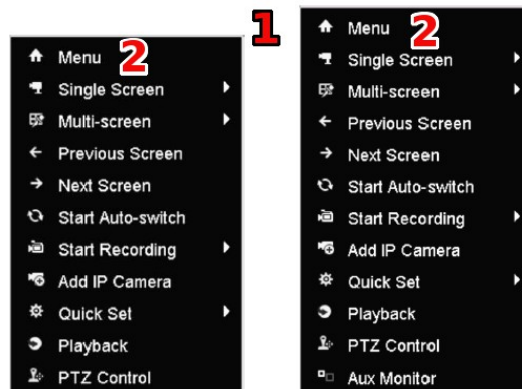 1
2
Menu
Single Screen
Multi-screen
Previous Screen
Next Screen
Start Auto-switch
Start Recording
Add IP Camera
Quick Set
Playback
PTZ Control
2
Menu
Single Screen
Multi-screen
Previous Screen
Next Screen
Start Auto-switch
Start Recording
Add IP Camera
Quick Set
Playback
PTZ Control
Aux Monitor